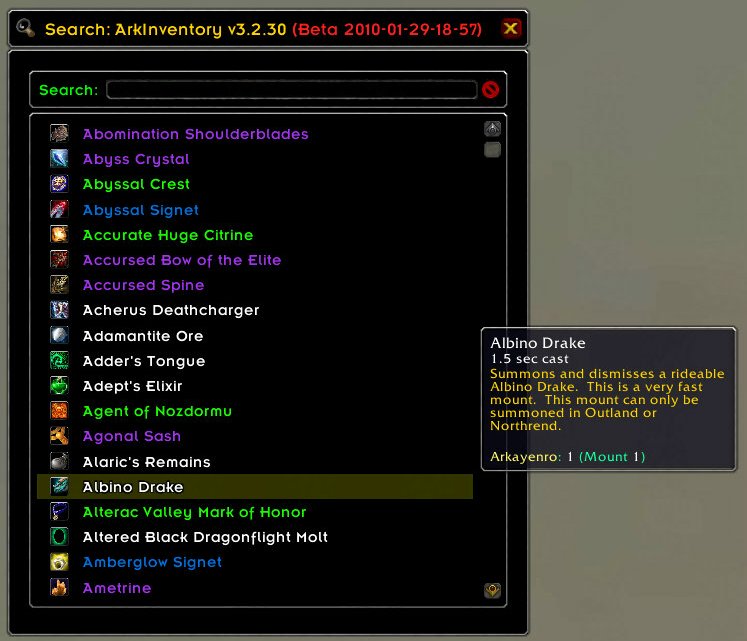 Search: ArkInventory v3.2.30 (Beta 2010-01-29-18-57)
Search:
Abomination Shoulderblades
Abyss Crystal
Abyssal Crest
Abyssal Signet
Accurate Huge Citrine
Accursed Bow of the Elite
Accursed Spine
Acherus Deathcharger
Adamantite Ore
Adder's Tongue
Adept's Elixir
Agent of Nozdormu
Agonal Sash
Alaric's Remains
Albino Drake
Alterac Valley Mark of Honor
Altered Black Dragonflight Molt
Amberglow Signet
Ametrine
Albino Drake
1.5 sec cast
Summons and dismisses a rideable
Albino Drake. This is a very fast
mount. This mount can only be
summoned in Outland or
Northrend.
Arkayenro: 1 (Mount 1)